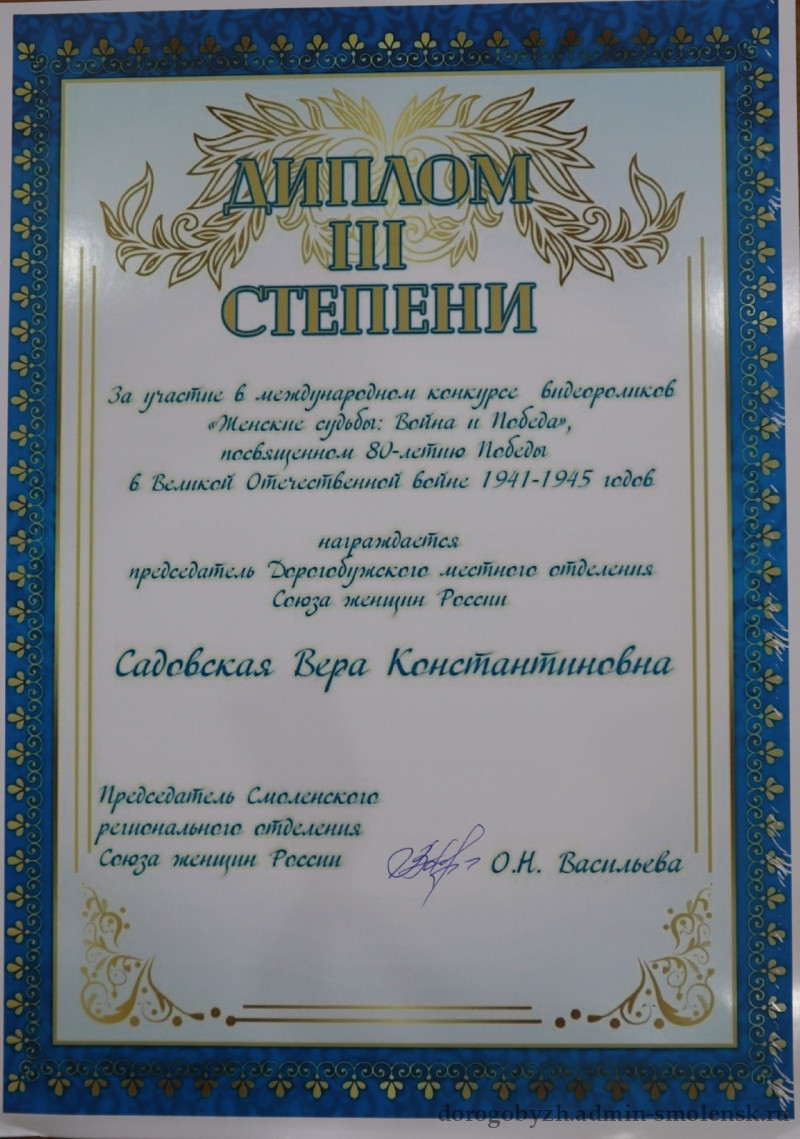 ДИПЛОМ
III
СТЕПЕНИ
За участие в международном конкурсе видеороликов
«Женские судьбы: Война и Победа»,
посвященном 80-летию Победы
в Великой Отечественной войне 1941-1945 годов
награждается
председатель Дорогобужского местного отделения
Союза женщин России
Садовская Вера Константиновна
Председатель Смоленского
регионального отделения
Союза женщин России
О.Н. Васильева
dorogobyzh.admin-smolensk.ru